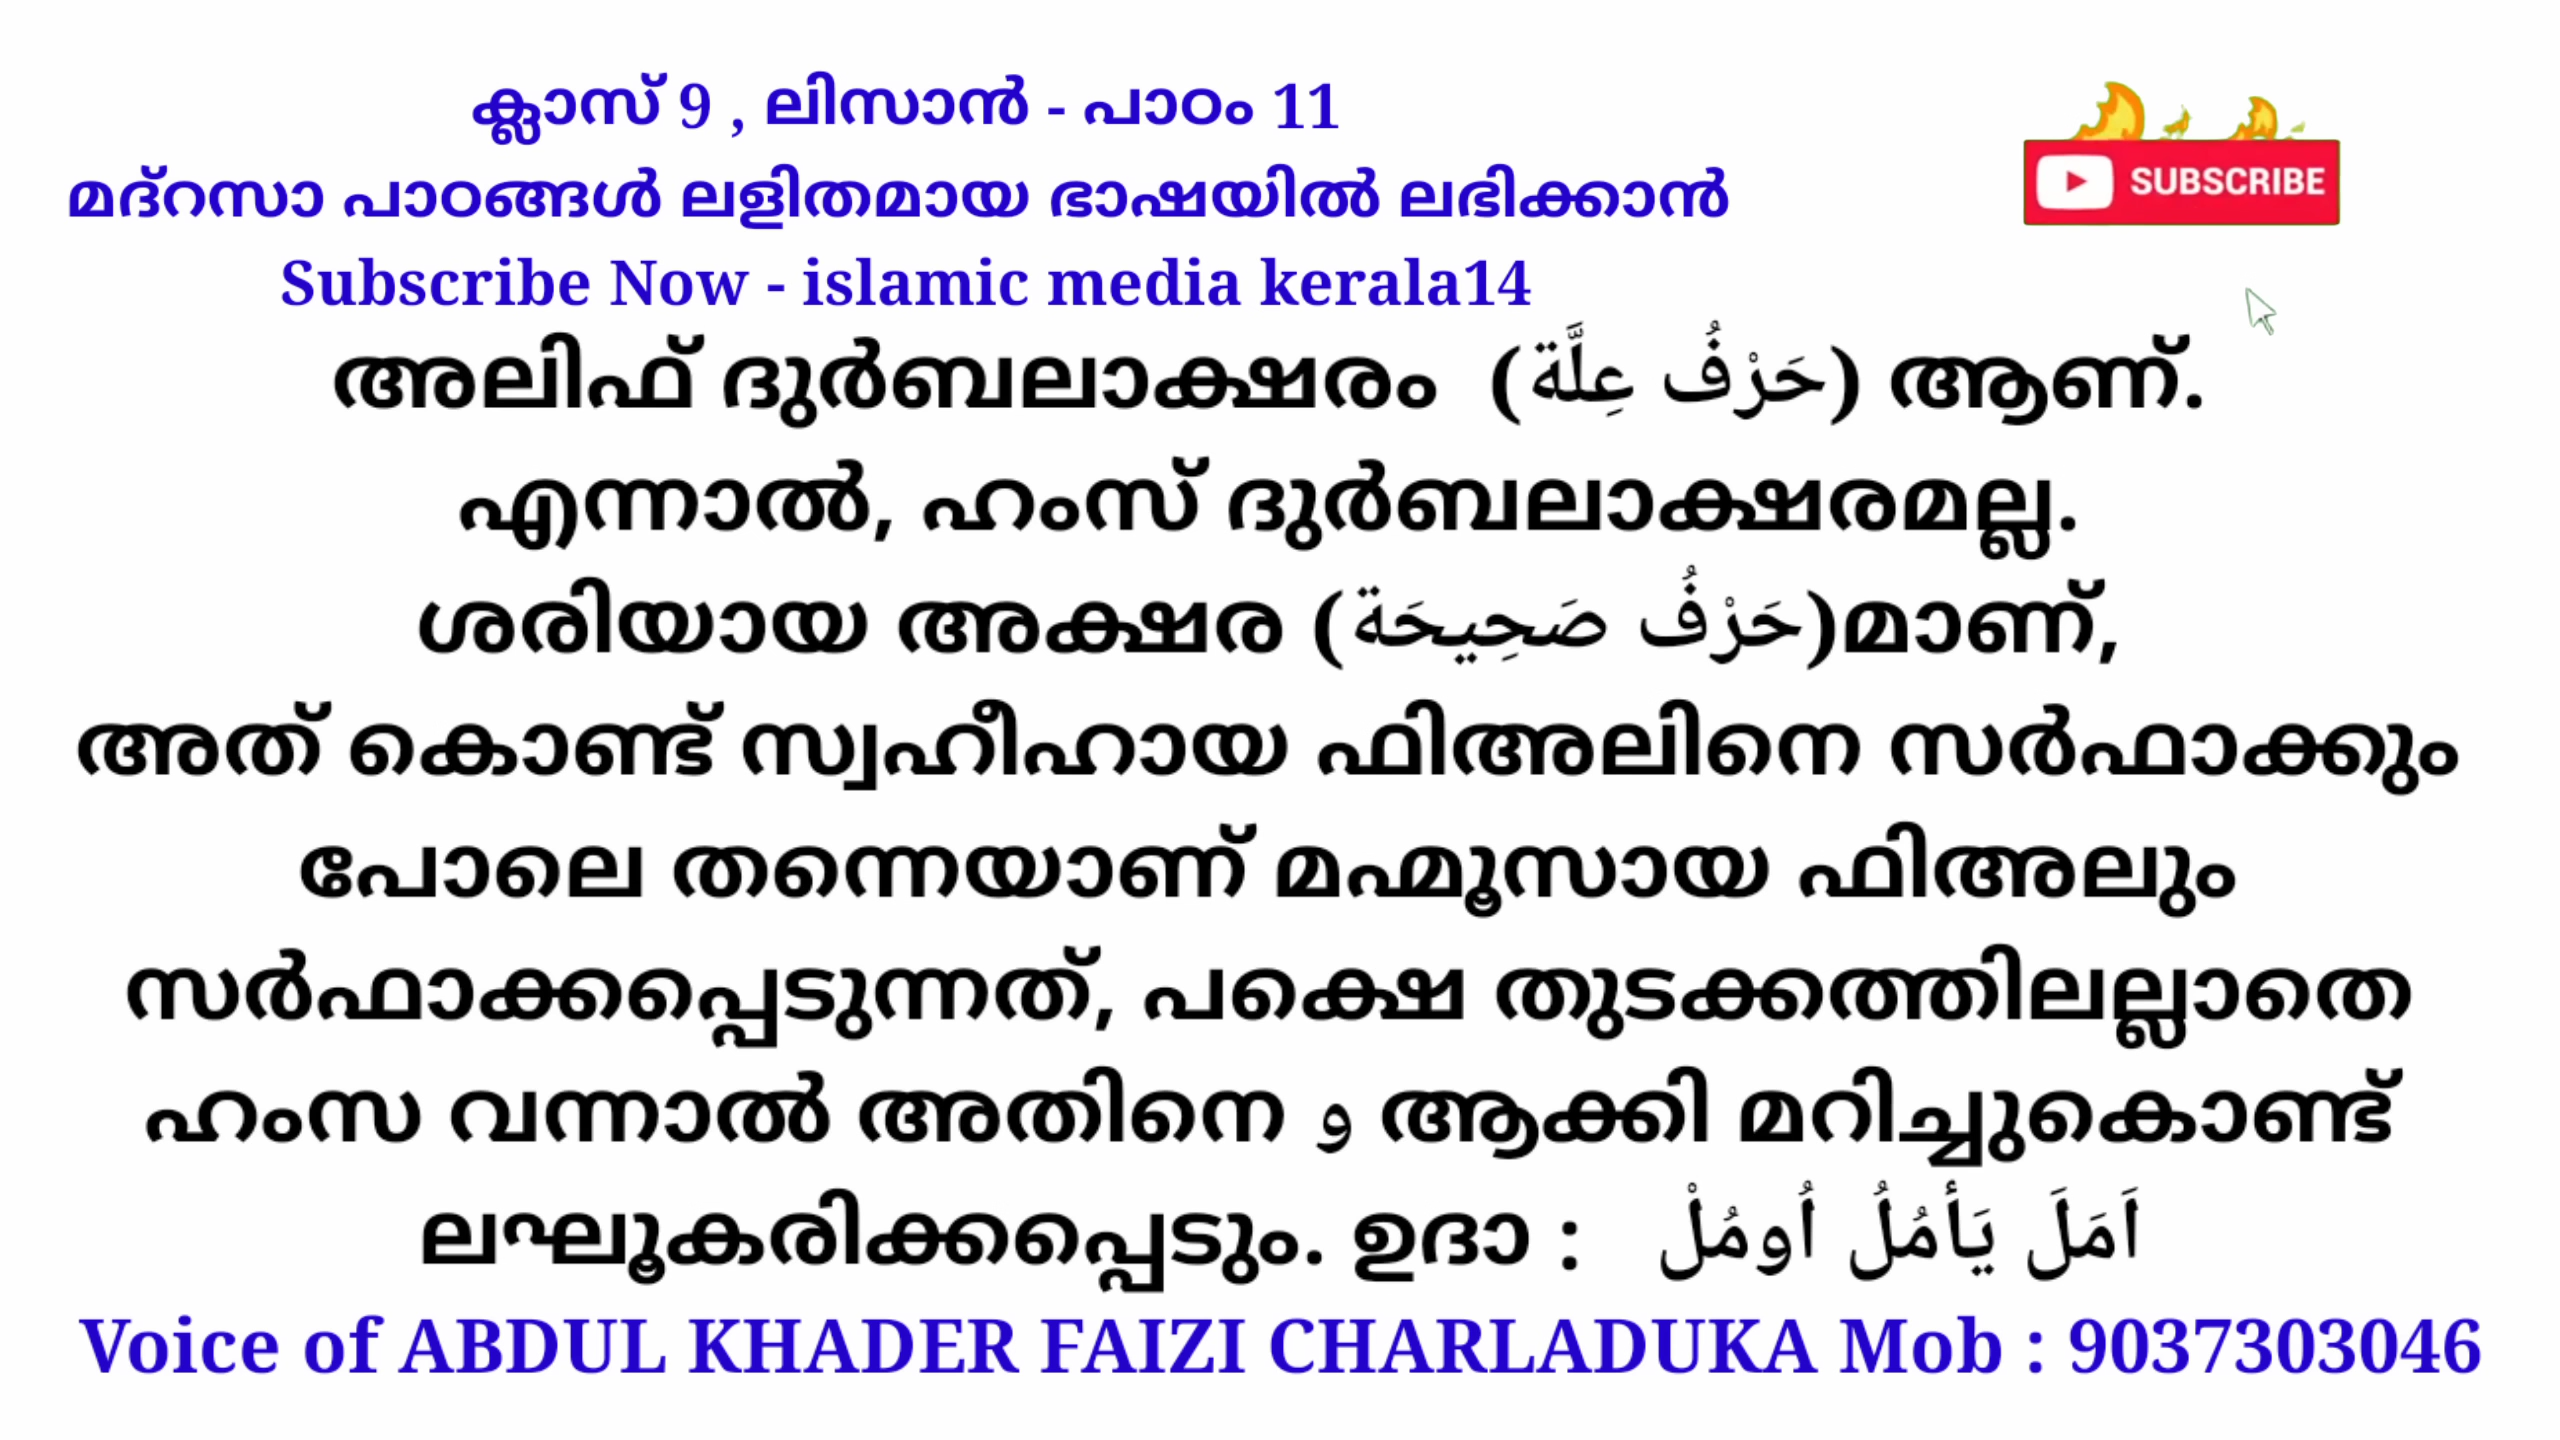 ക്ലാസ് 9 , ലിസാൻ - പാഠം 11
മദ്റസാ പാഠങ്ങൾ ലളിതമായ ഭാഷയിൽ ലഭിക്കാൻ
SUBSCRIBE
Subscribe Now - islamic media kerala14
അലിഫ് ദുർബലാക്ഷരം (حَرْفُ عِلَّة) ആണ്.
എന്നാൽ, ഹംസ് ദുർബലാക്ഷരമല്ല.
ശരിയായ അക്ഷര (حَرْفُ صَحِيحَة)മാണ്,
അത് കൊണ്ട് സ്വഹീഹായ ഫിഅലിനെ സർഫാക്കും
പോലെ തന്നെയാണ് മഹ്മൂസായ ഫിഅലും
സർഫാക്കപ്പെടുന്നത്, പക്ഷെ തുടക്കത്തിലല്ലാതെ
ഹംസ വന്നാൽ അതിനെ و ആക്കി മറിച്ചുകൊണ്ട്
ലഘൂകരിക്കപ്പെടും. ഉദാ : اَمَلَ يَأمُلُ اُومُلْ
Voice of ABDUL KHADER FAIZI CHARLADUKA Mob : 9037303046